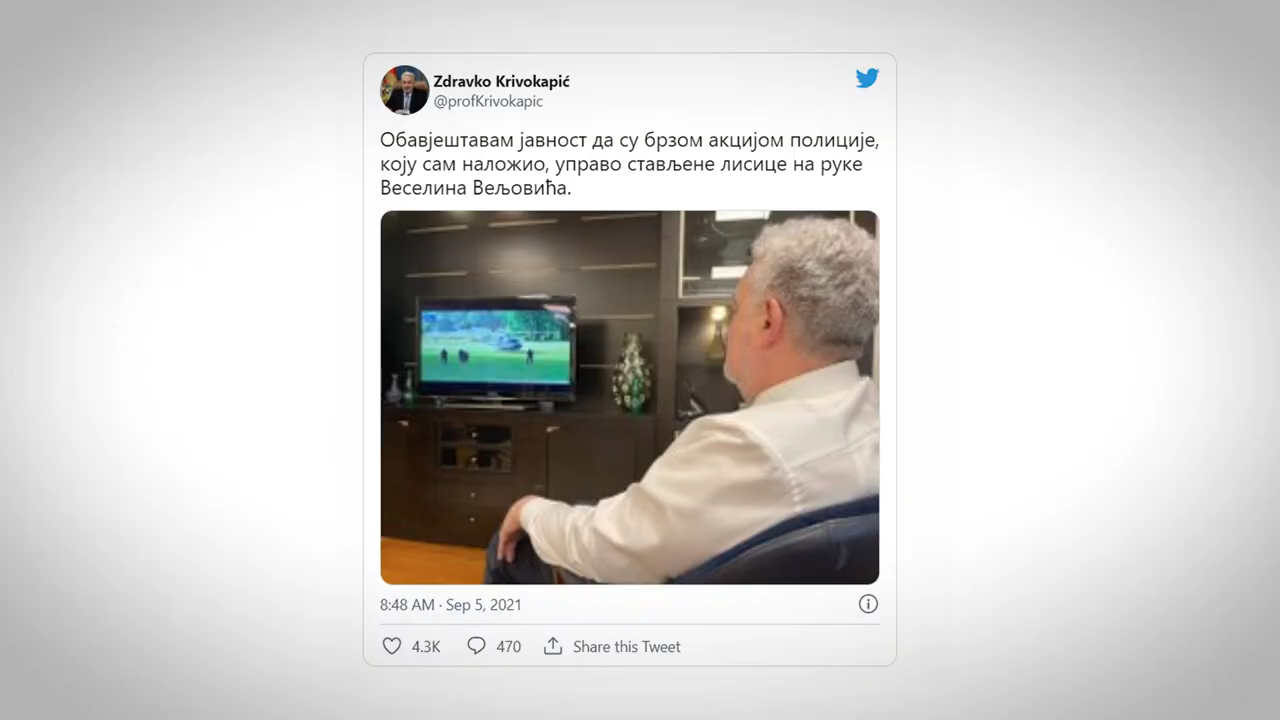 Zdravko Krivokapić
@profKrivokapic
Обавјештавам јавност да су брзом акцијом полиције,
коју сам наложио, управо стављене лисице на руке
Веселина Вељовића.
8:48 AM · Sep 5, 2021
4.3K 470 Share this Tweet